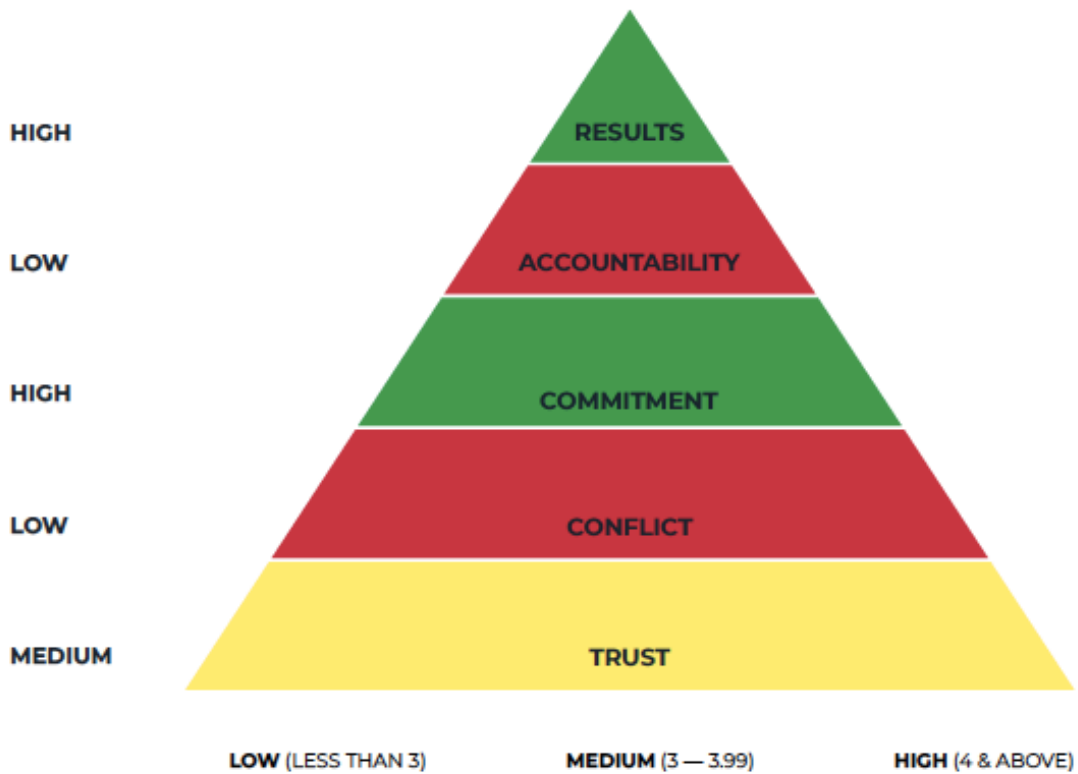 HIGH RESULTS
LOW ACCOUNTABILITY
HIGH COMMITMENT
LOW CONFLICT
MEDIUM TRUST
LOW (LESS THAN 3) MEDIUM (3 — 3.99) HIGH (4 & ABOVE)